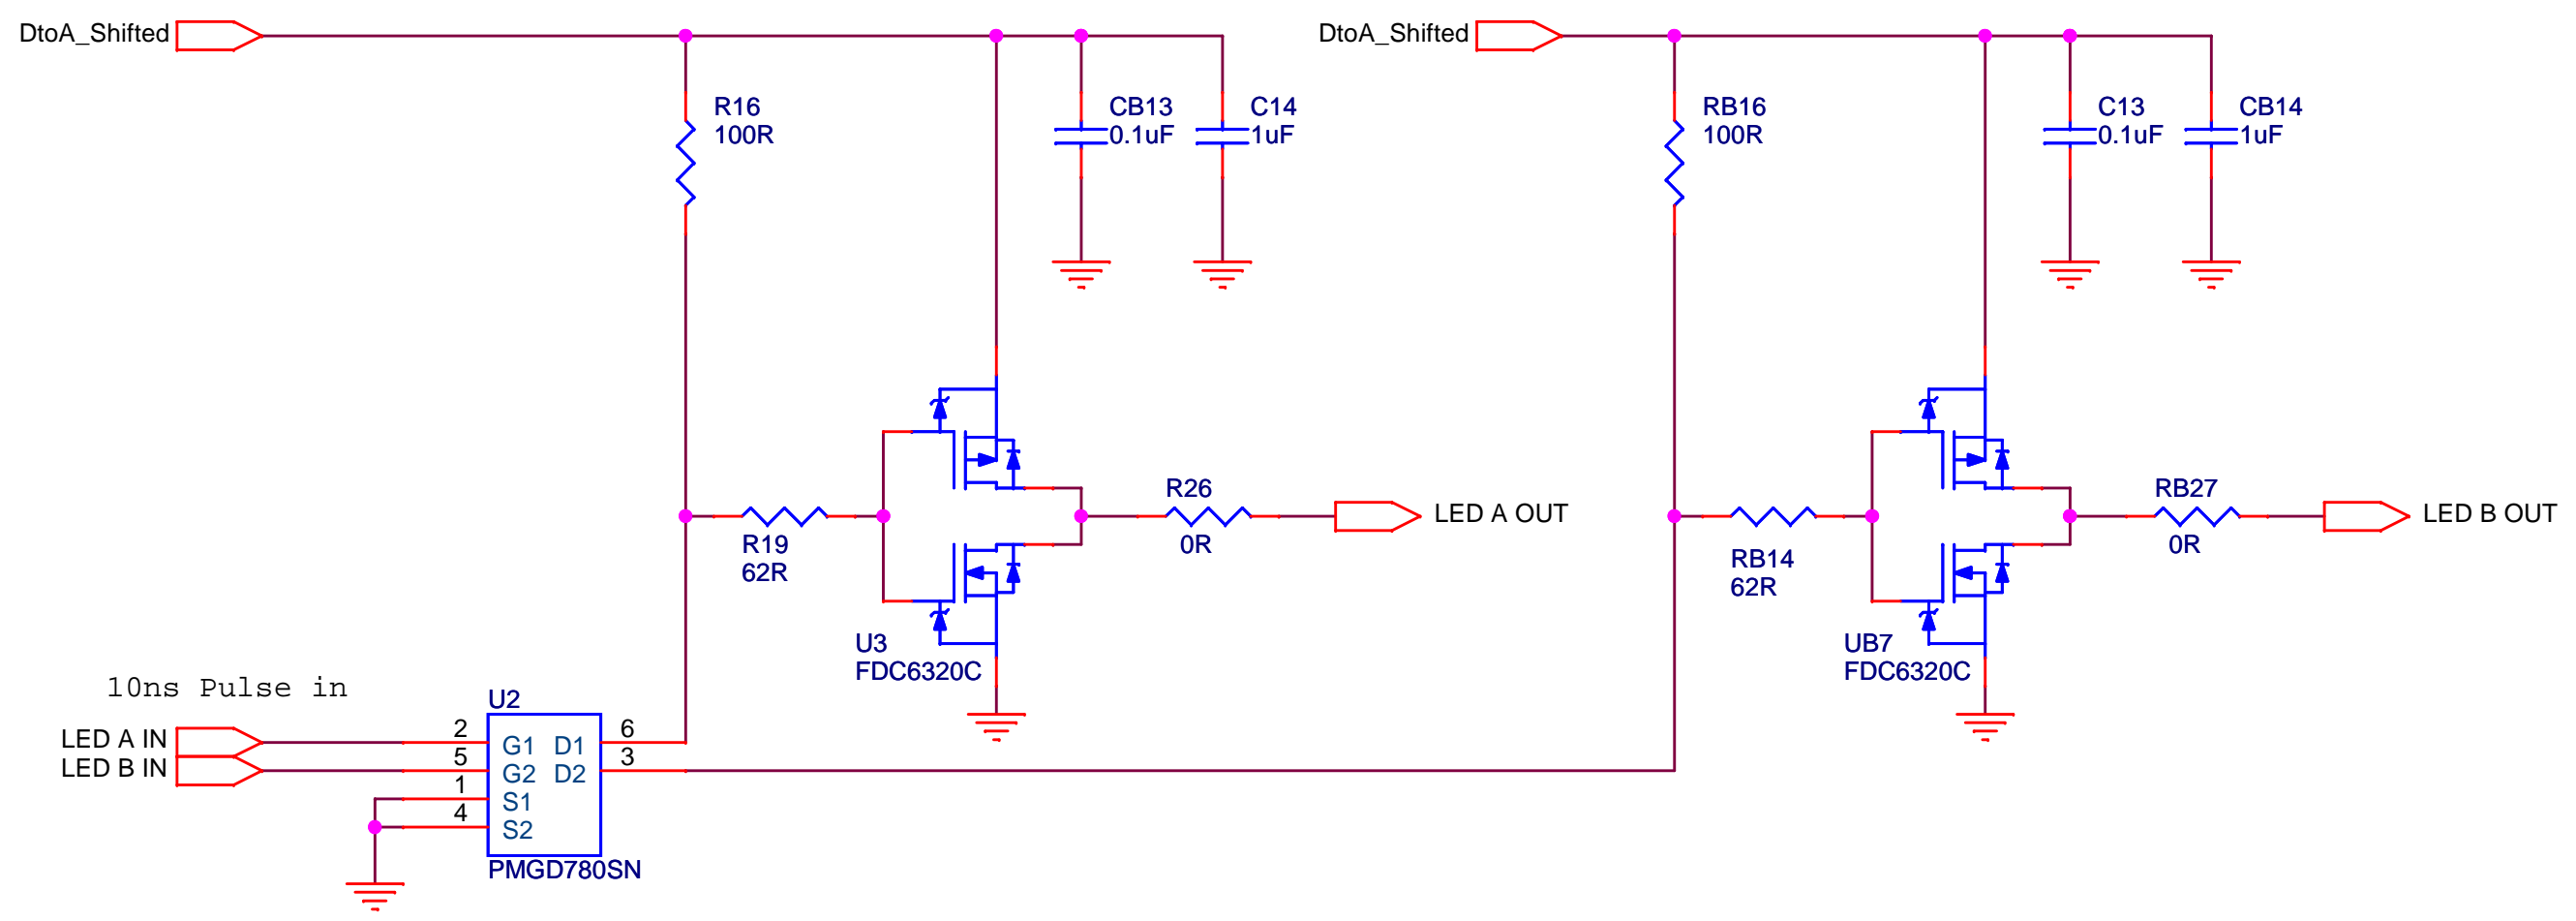 DtoA_Shifted
DtoA_Shifted
R16
100R
CB13
0.1uF
C14
1uF
RB16
100R
C13
0.1uF
CB14
1uF
R26
0R
LED A OUT
RB27
0R
LED B OUT
R19
62R
RB14
62R
U3
FDC6320C
UB7
FDC6320C
10ns Pulse in
U2
LED A IN
LED B IN
2
5
1
4
G1
G2
S1
S2
D1
D2
6
3
PMGD780SN